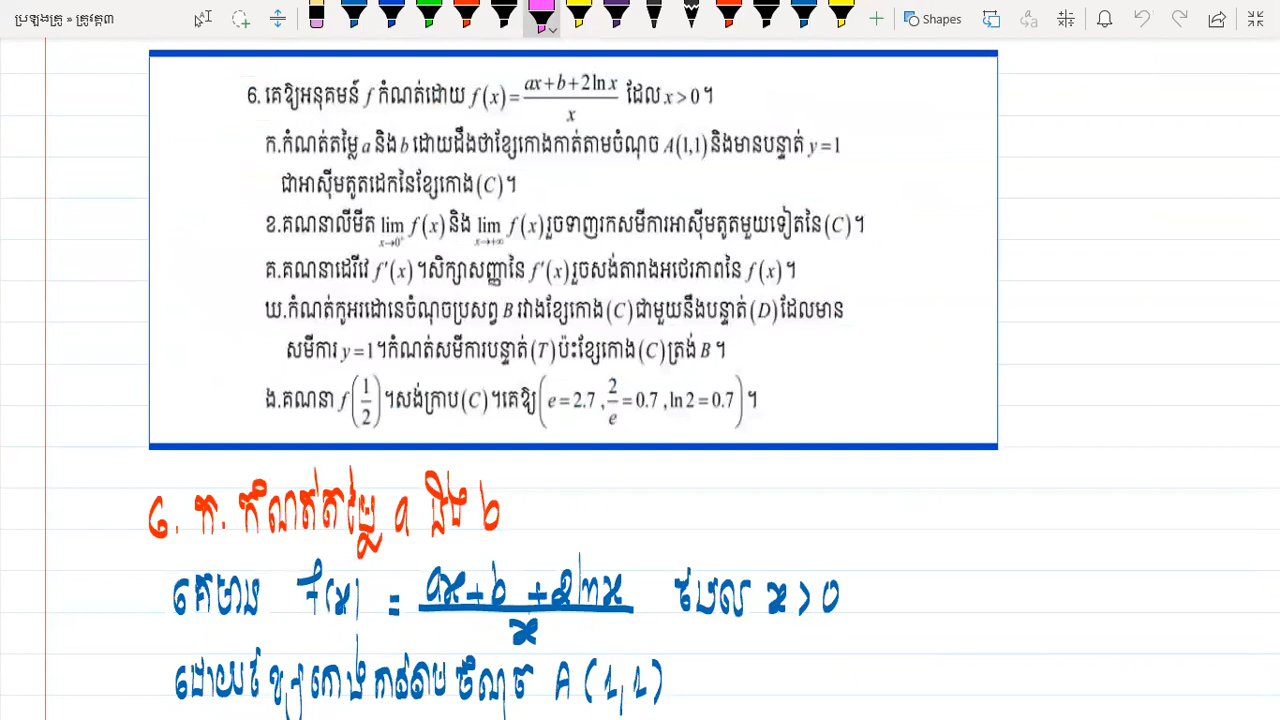 ប្រឡងគ្រូ » គ្រូវត្ត៣
Shapes
6. គេឱ្យអនុគមន៍ f កំណត់ដោយ f(x) = (ax+b+2lnx)/x ដែល x>0 ។
ក.កំណត់តម្លៃ a និង b ដោយដឹងថាខ្សែកោងកាត់តាមចំណុច A(1,1) និងមានបន្ទាត់ y=1
ជាអាស៊ីមតូតដេកនៃខ្សែកោង (C) ។
ខ.គណនាលីមីត lim x→0⁺ f(x) និង lim x→+∞ f(x) រួចទាញរកសមីការអាស៊ីមតូតមួយទៀតនៃ (C) ។
គ.គណនាដេរីវេ f'(x) ។សិក្សាសញ្ញានៃ f'(x) រួចសង់តារាងអថេរភាពនៃ f(x) ។
ឃ.កំណត់កូអរដោនេចំណុចប្រសព្វ B រវាងខ្សែកោង (C) ជាមួយនឹងបន្ទាត់ (D) ដែលមាន
សមីការ y=1 ។កំណត់សមីការបន្ទាត់ (T) ប៉ះខ្សែកោង (C) ត្រង់ B ។
ង.គណនា f(1/2) ។សង់ក្រាប (C) ។គេឱ្យ (e = 2.7 , 2/e = 0.7 , ln 2 = 0.7) ។
៦. ក. កំណត់តម្លៃ a និង b
គេមាន f(x) = (ax+b+2lnx)/x ដែល x > 0
ដោយ ខ្សែកោង កាត់តាម ចំណុច A (1,1)